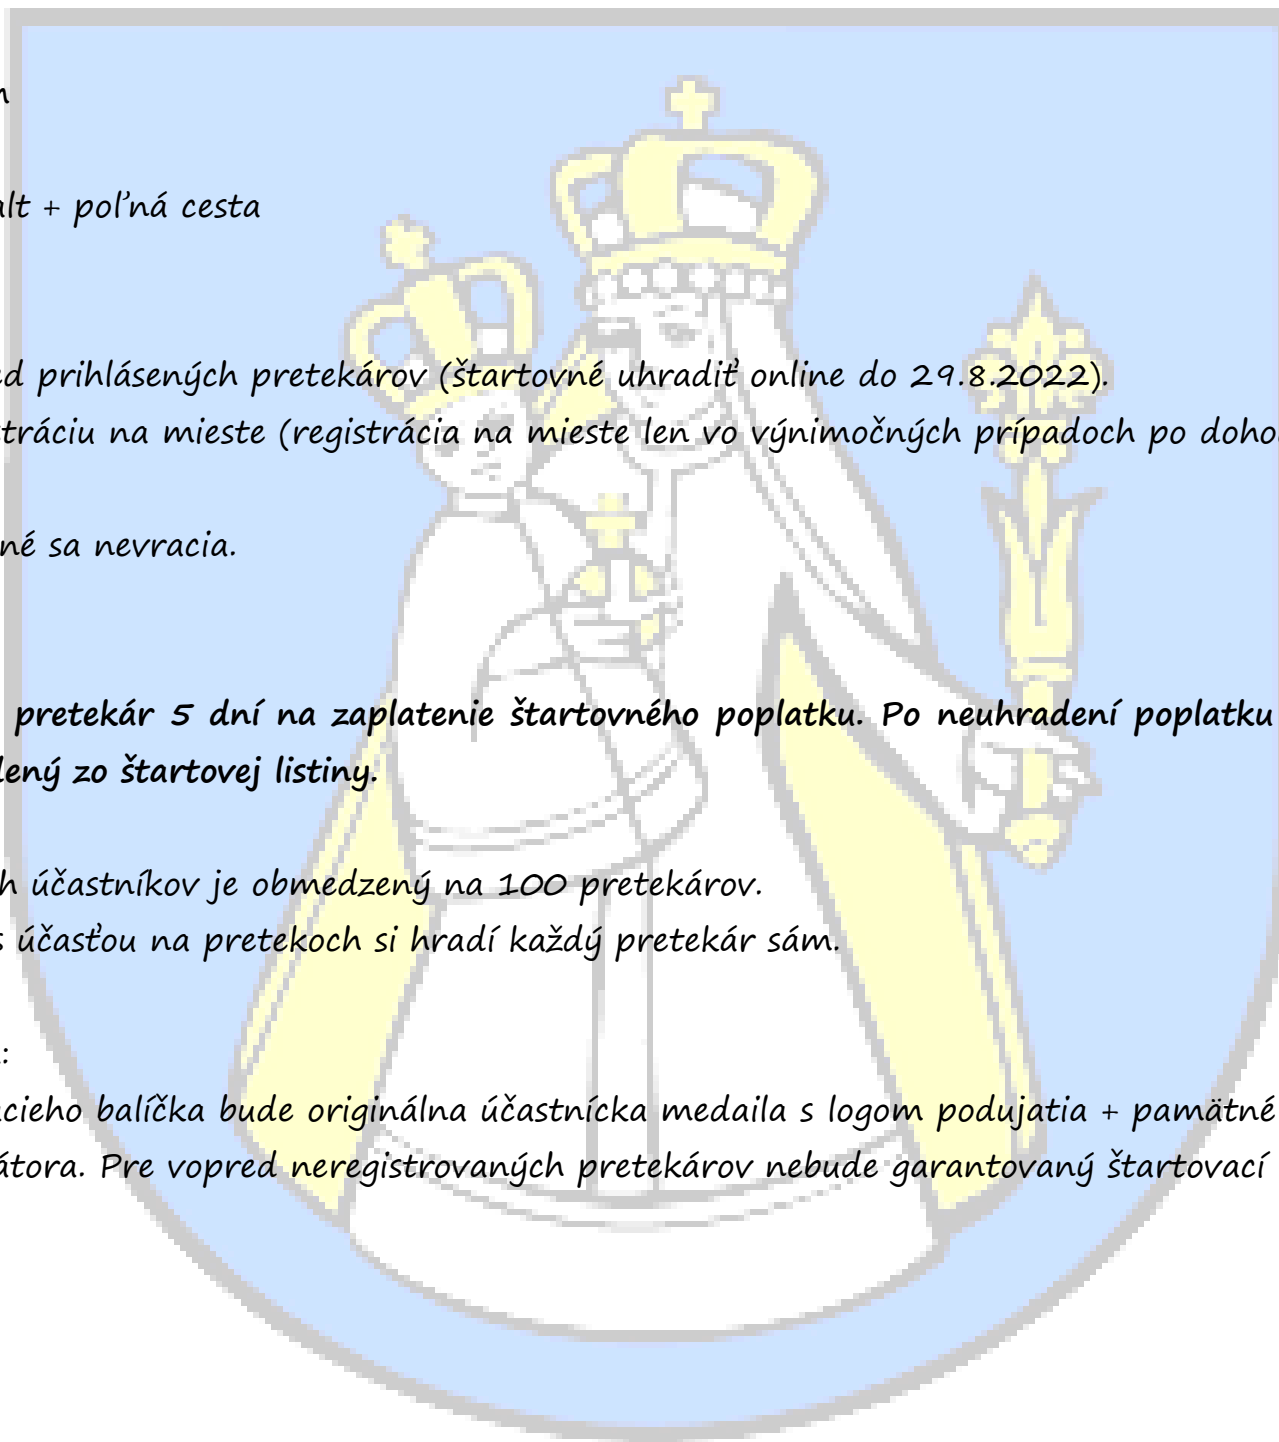 alt + poľná cesta
ed prihlásených pretekárov (štartovné uhradiť online do 29.8.2022).
tráciu na mieste (registrácia na mieste len vo výnimočných prípadoch po doho
né sa nevracia.
pretekár 5 dní na zaplatenie štartovného poplatku. Po neuhradení poplatku
lený zo štartovej listiny.
h účastníkov je obmedzený na 100 pretekárov.
s účasťou na pretekoch si hradí každý pretekár sám.
:
cieho balíčka bude originálna účastnícka medaila s logom podujatia + pamätné
átora. Pre vopred neregistrovaných pretekárov nebude garantovaný štartovací